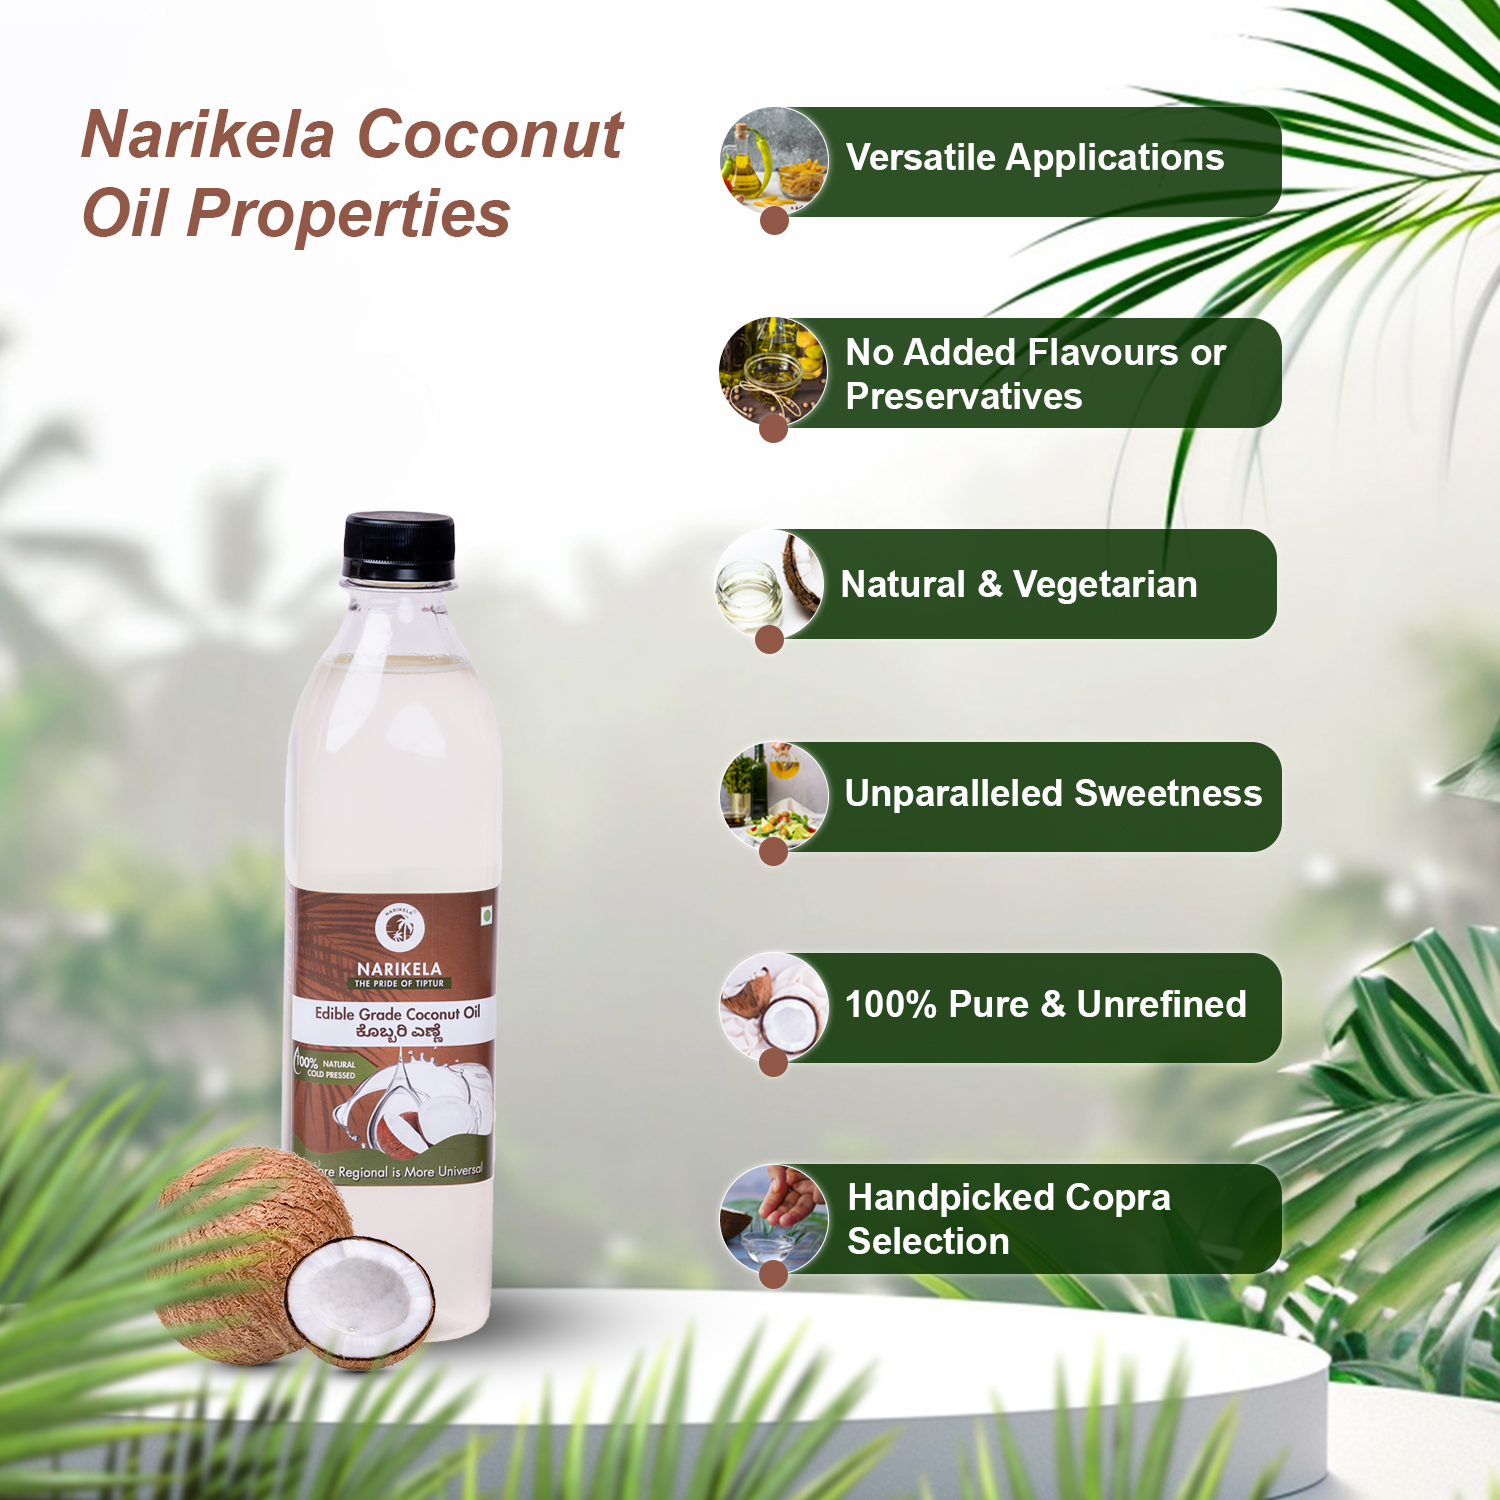 Narikela Coconut
Oil Properties
Versatile Applications
No Added Flavours or
Preservatives
Natural & Vegetarian
Unparalleled Sweetness
100% Pure & Unrefined
Handpicked Copra
Selection
NARIKELA
NARIKELA
THE PRIDE OF TIPTUR
Edible Grade Coconut Oil
ಕೊಬ್ಬರಿ ಎಣ್ಣೆ
100% NATURAL
COLD PRESSED
Regional is More Universal